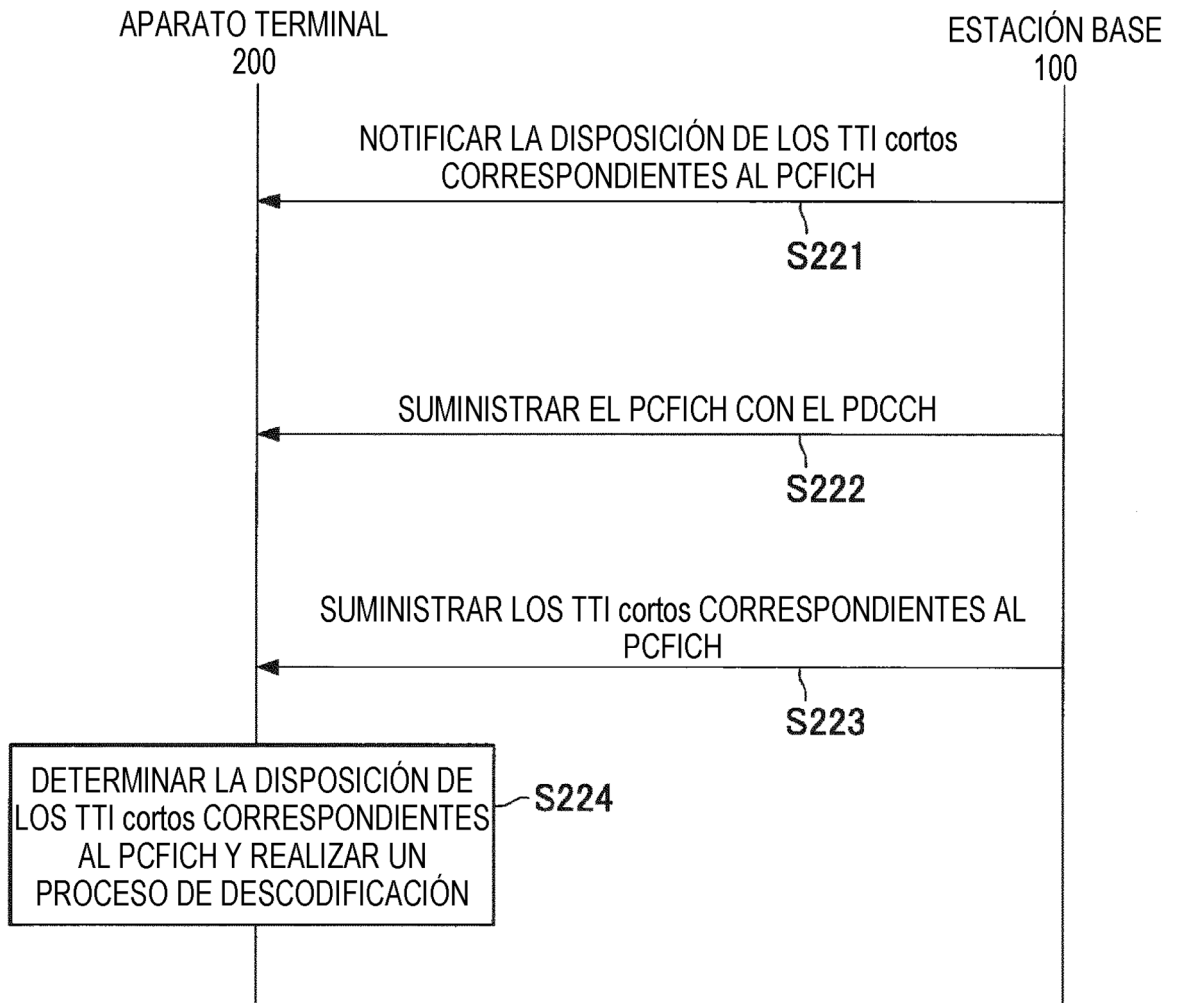 APARATO TERMINAL
200
ESTACIÓN BASE
100
NOTIFICAR LA DISPOSICIÓN DE LOS TTI cortos
CORRESPONDIENTES AL PCFICH
S221
SUMINISTRAR EL PCFICH CON EL PDCCH
S222
SUMINISTRAR LOS TTI cortos CORRESPONDIENTES AL
PCFICH
S223
DETERMINAR LA DISPOSICIÓN DE
LOS TTI cortos CORRESPONDIENTES
AL PCFICH Y REALIZAR UN
PROCESO DE DESCODIFICACIÓN
S224